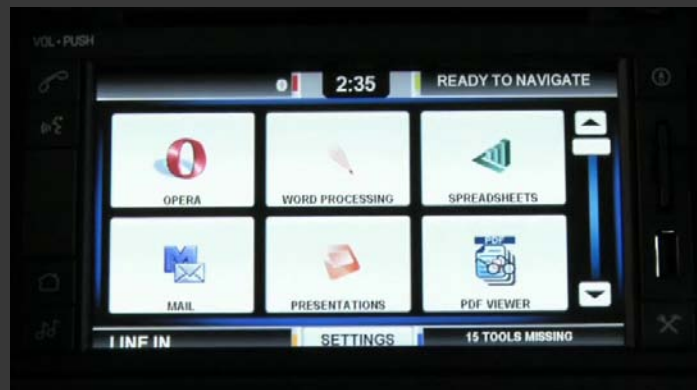 VOL•PUSH
2:35
READY TO NAVIGATE
OPERA
WORD PROCESSING
SPREADSHEETS
MAIL
PRESENTATIONS
PDF
PDF VIEWER
LINE IN
SETTINGS
15 TOOLS MISSING